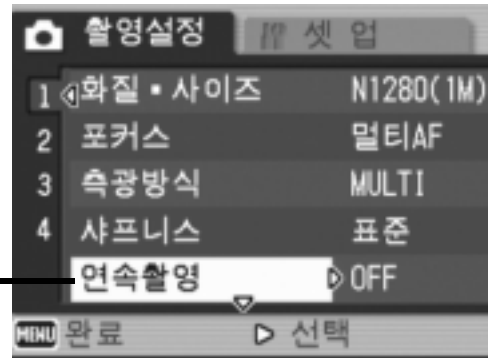 촬영설정 셋업
1 화질·사이즈 N1280(1M)
2 포커스 멀티AF
3 측광방식 MULTI
4 샤프니스 표준
연속촬영 OFF
MENU 완료 선택